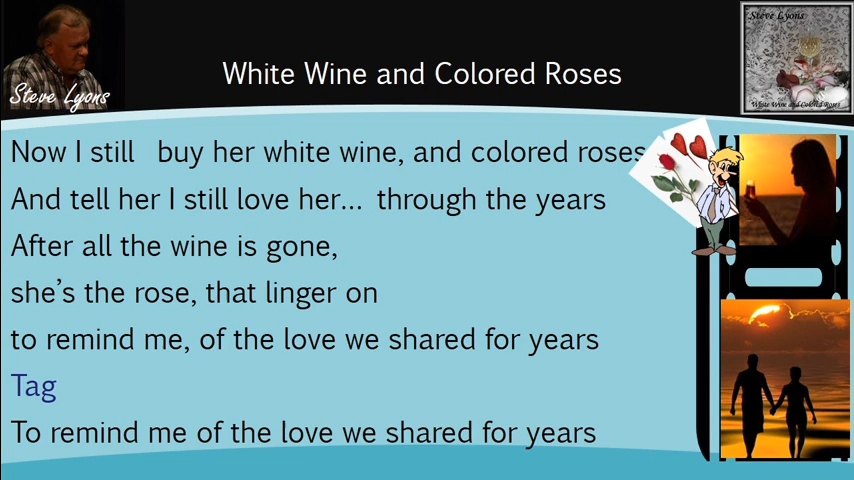 Steve Lyons
White Wine and Colored Roses
Steve Lyons
White Wine and Colored Roses
Now I still buy her white wine, and colored roses
And tell her I still love her... through the years
After all the wine is gone,
she's the rose, that linger on
to remind me, of the love we shared for years
Tag
To remind me of the love we shared for years